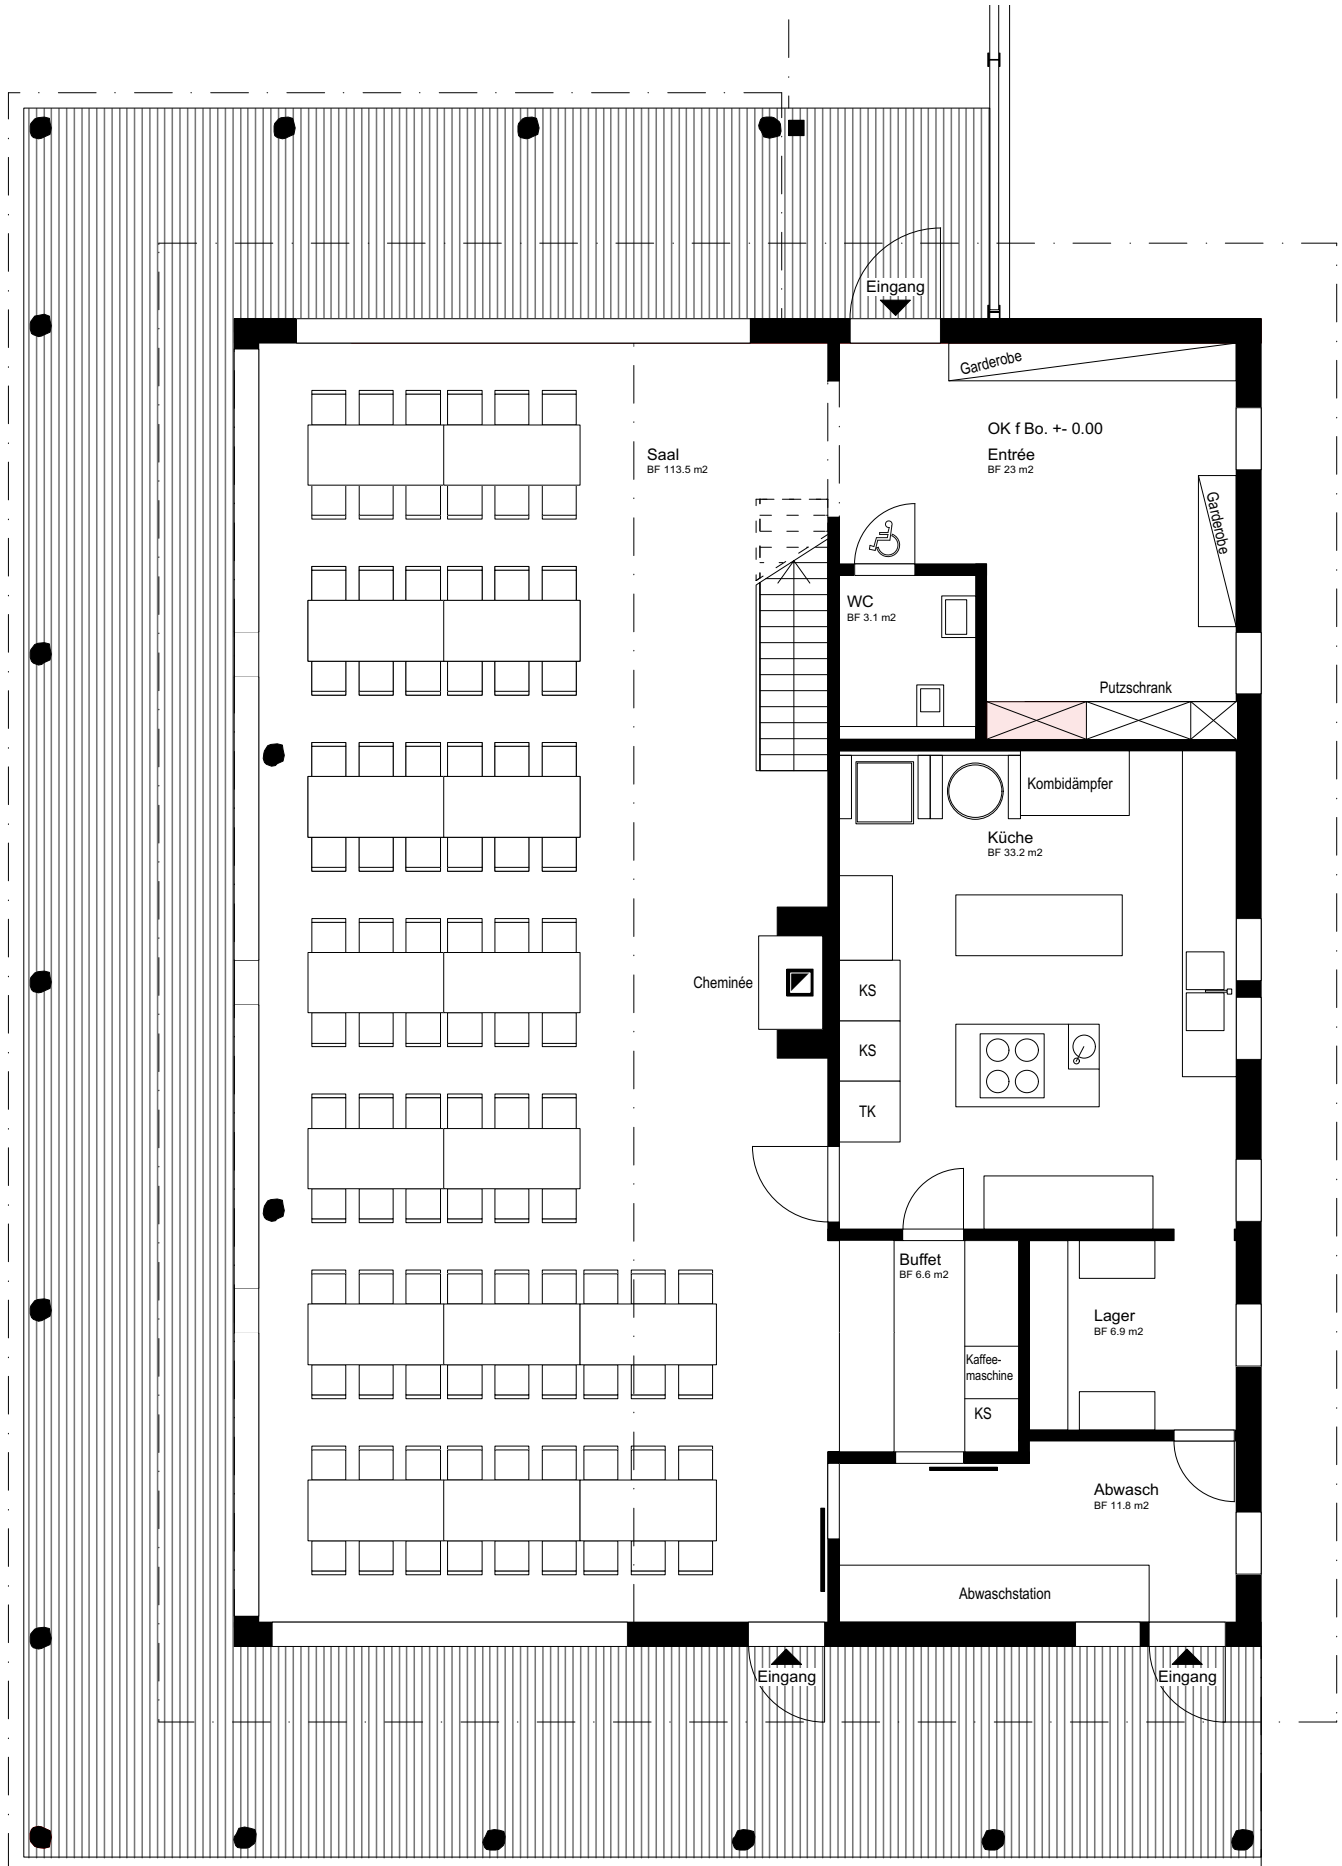 Eingang
Garderobe
OK f Bo. +- 0.00
Entrée
BF 23 m2
Saal
BF 113.5 m2
Garderobe
WC
BF 3.1 m2
Putzschrank
Kombidämpfer
Küche
BF 33.2 m2
Cheminée
KS
KS
TK
Buffet
BF 6.6 m2
Lager
BF 6.9 m2
Kaffee-
maschine
KS
Abwasch
BF 11.8 m2
Abwaschstation
Eingang
Eingang